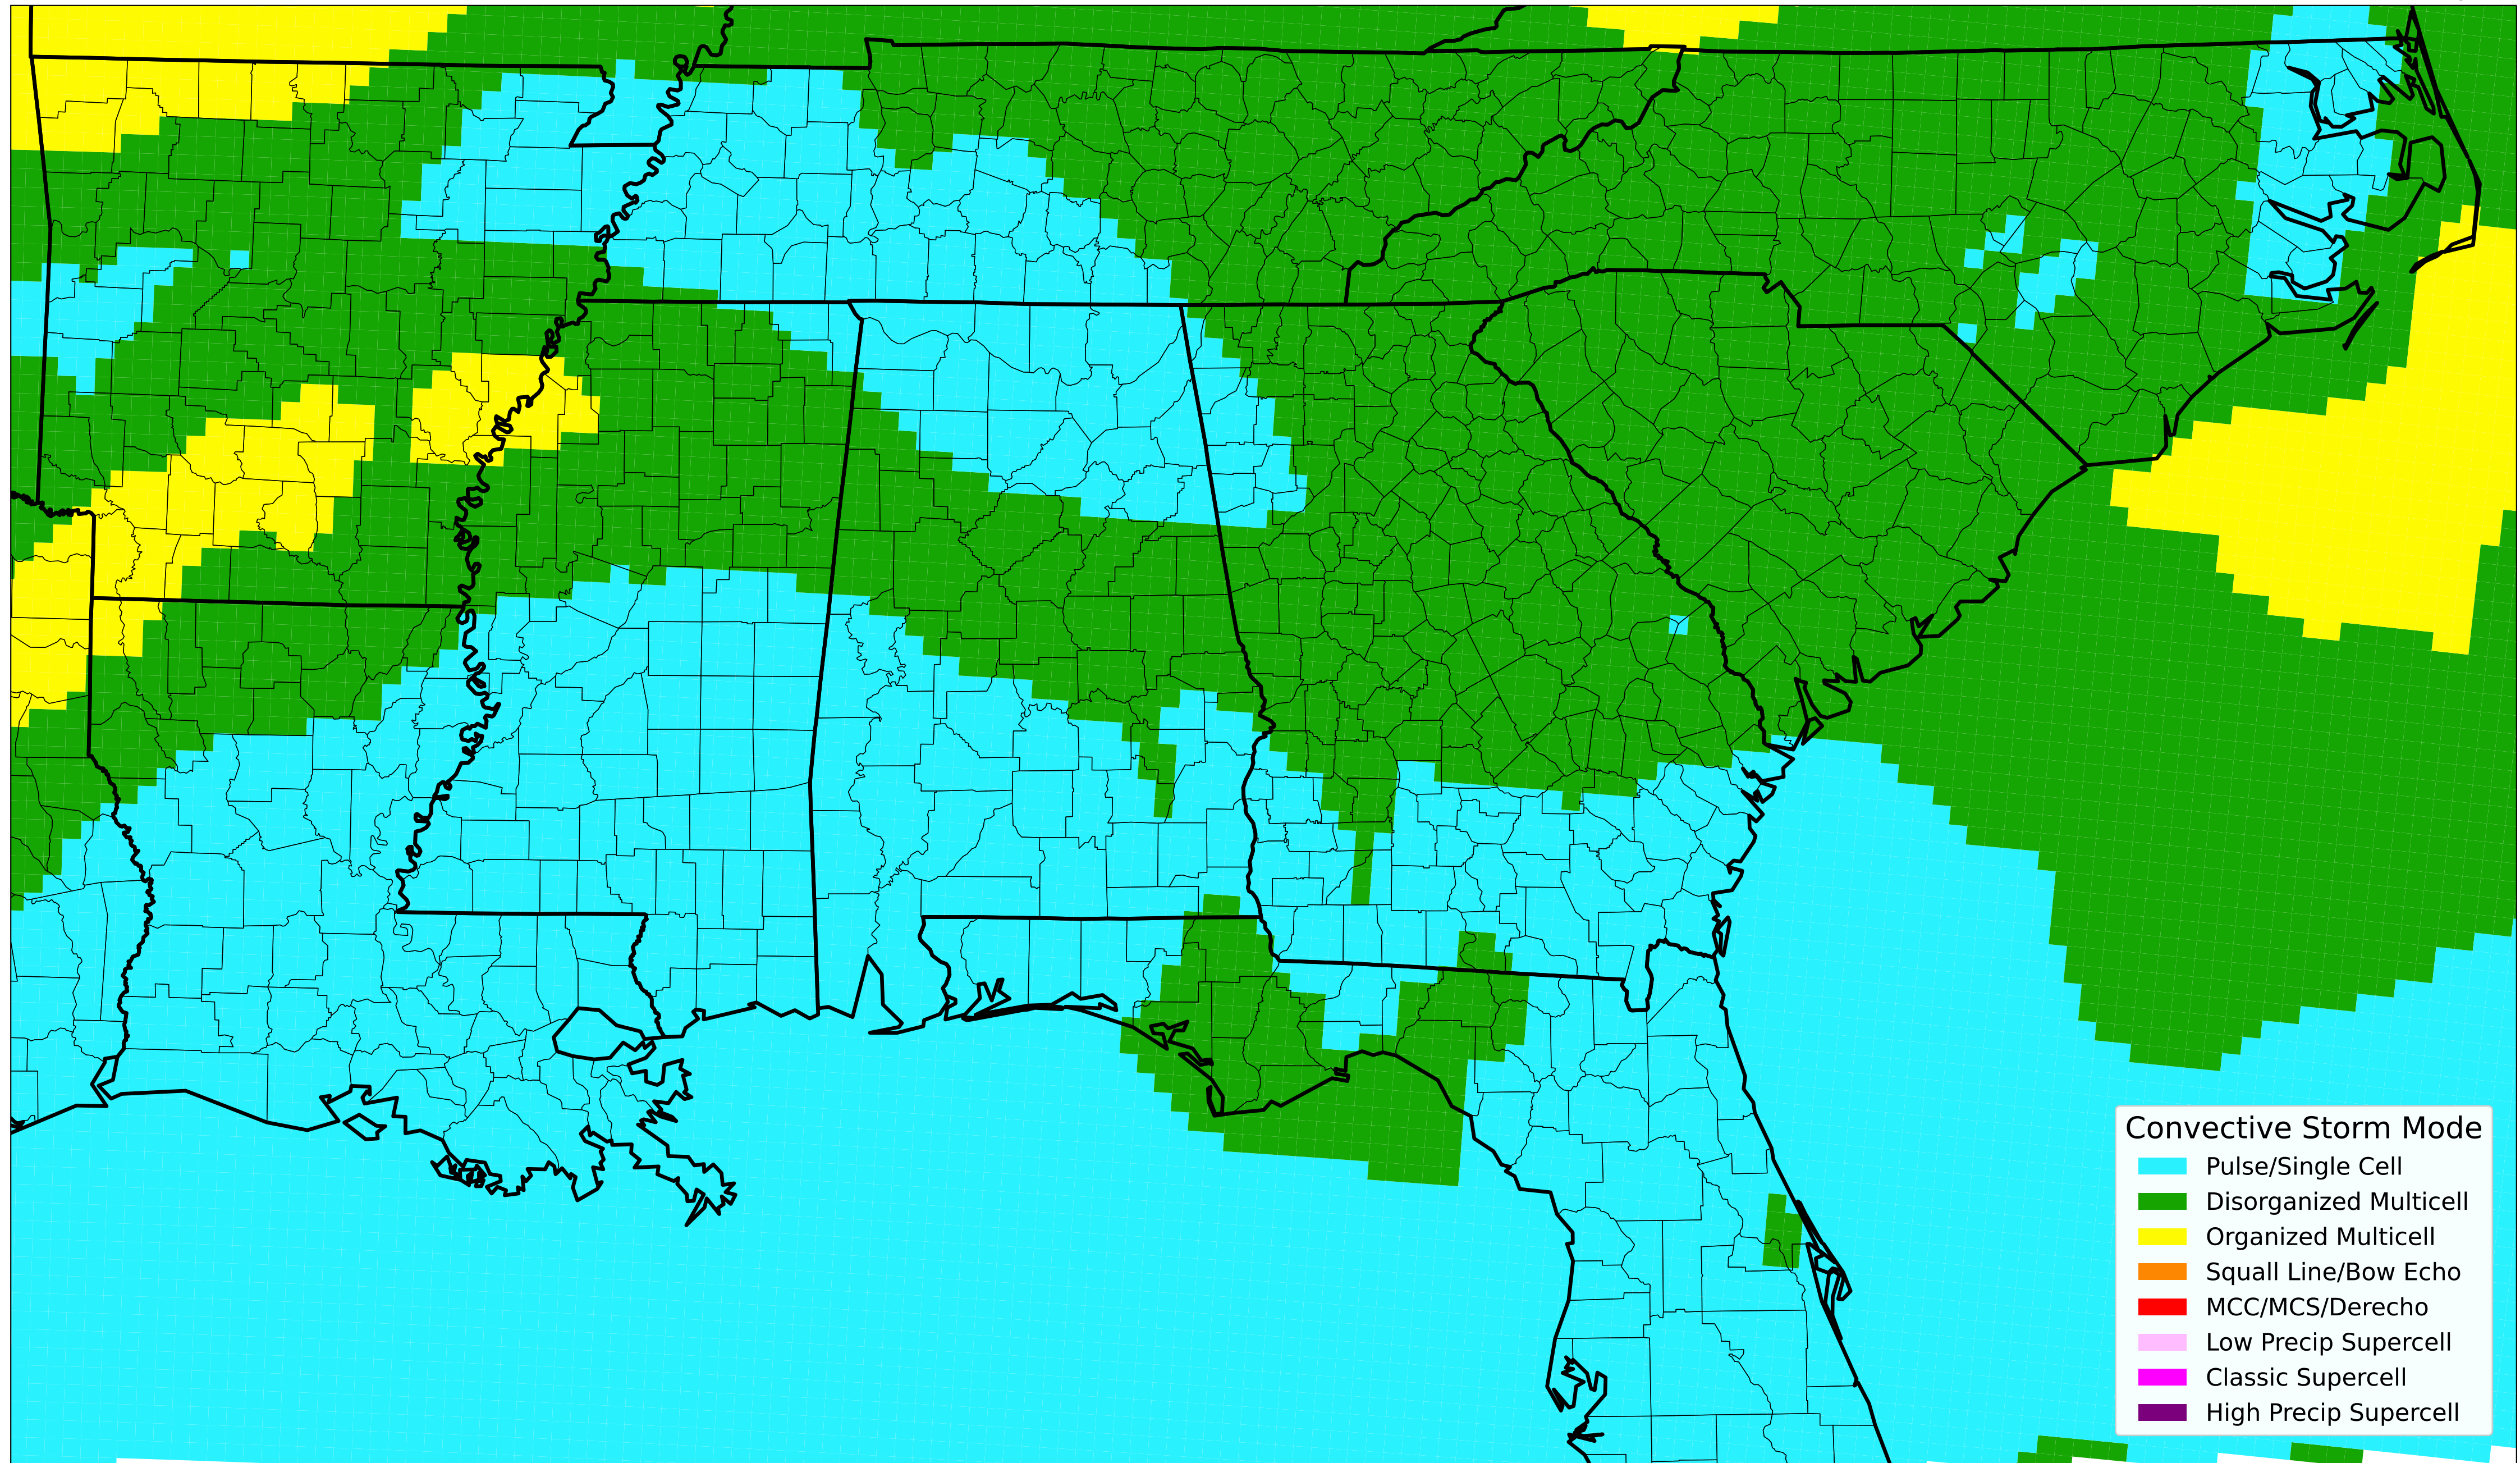 Convective Storm Mode
Pulse/Single Cell
Disorganized Multicell
Organized Multicell
Squall Line/Bow Echo
MCC/MCS/Derecho
Low Precip Supercell
Classic Supercell
High Precip Supercell